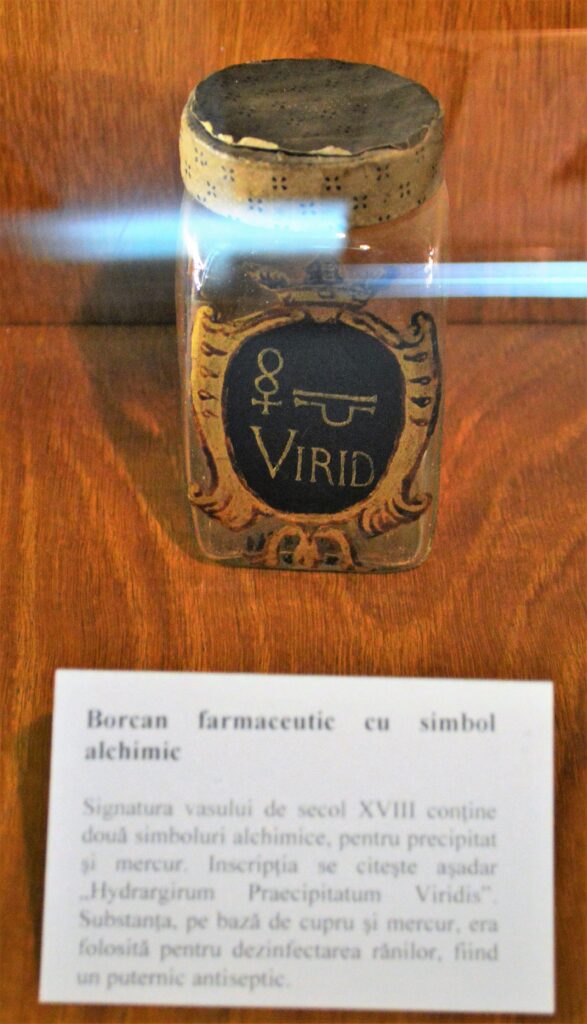 VIRID
Borcan farmaceutic cu simbol
alchimic
Signatura vasului de secol XVIII conține
două simboluri alchimice, pentru precipitat
și mercur. Inscripția se citește așadar
„Hydrargirum Praecipitatum Viridis”.
Substanța, pe bază de cupru și mercur, era
folosită pentru dezinfectarea rănilor, fiind
un puternic antiseptic.